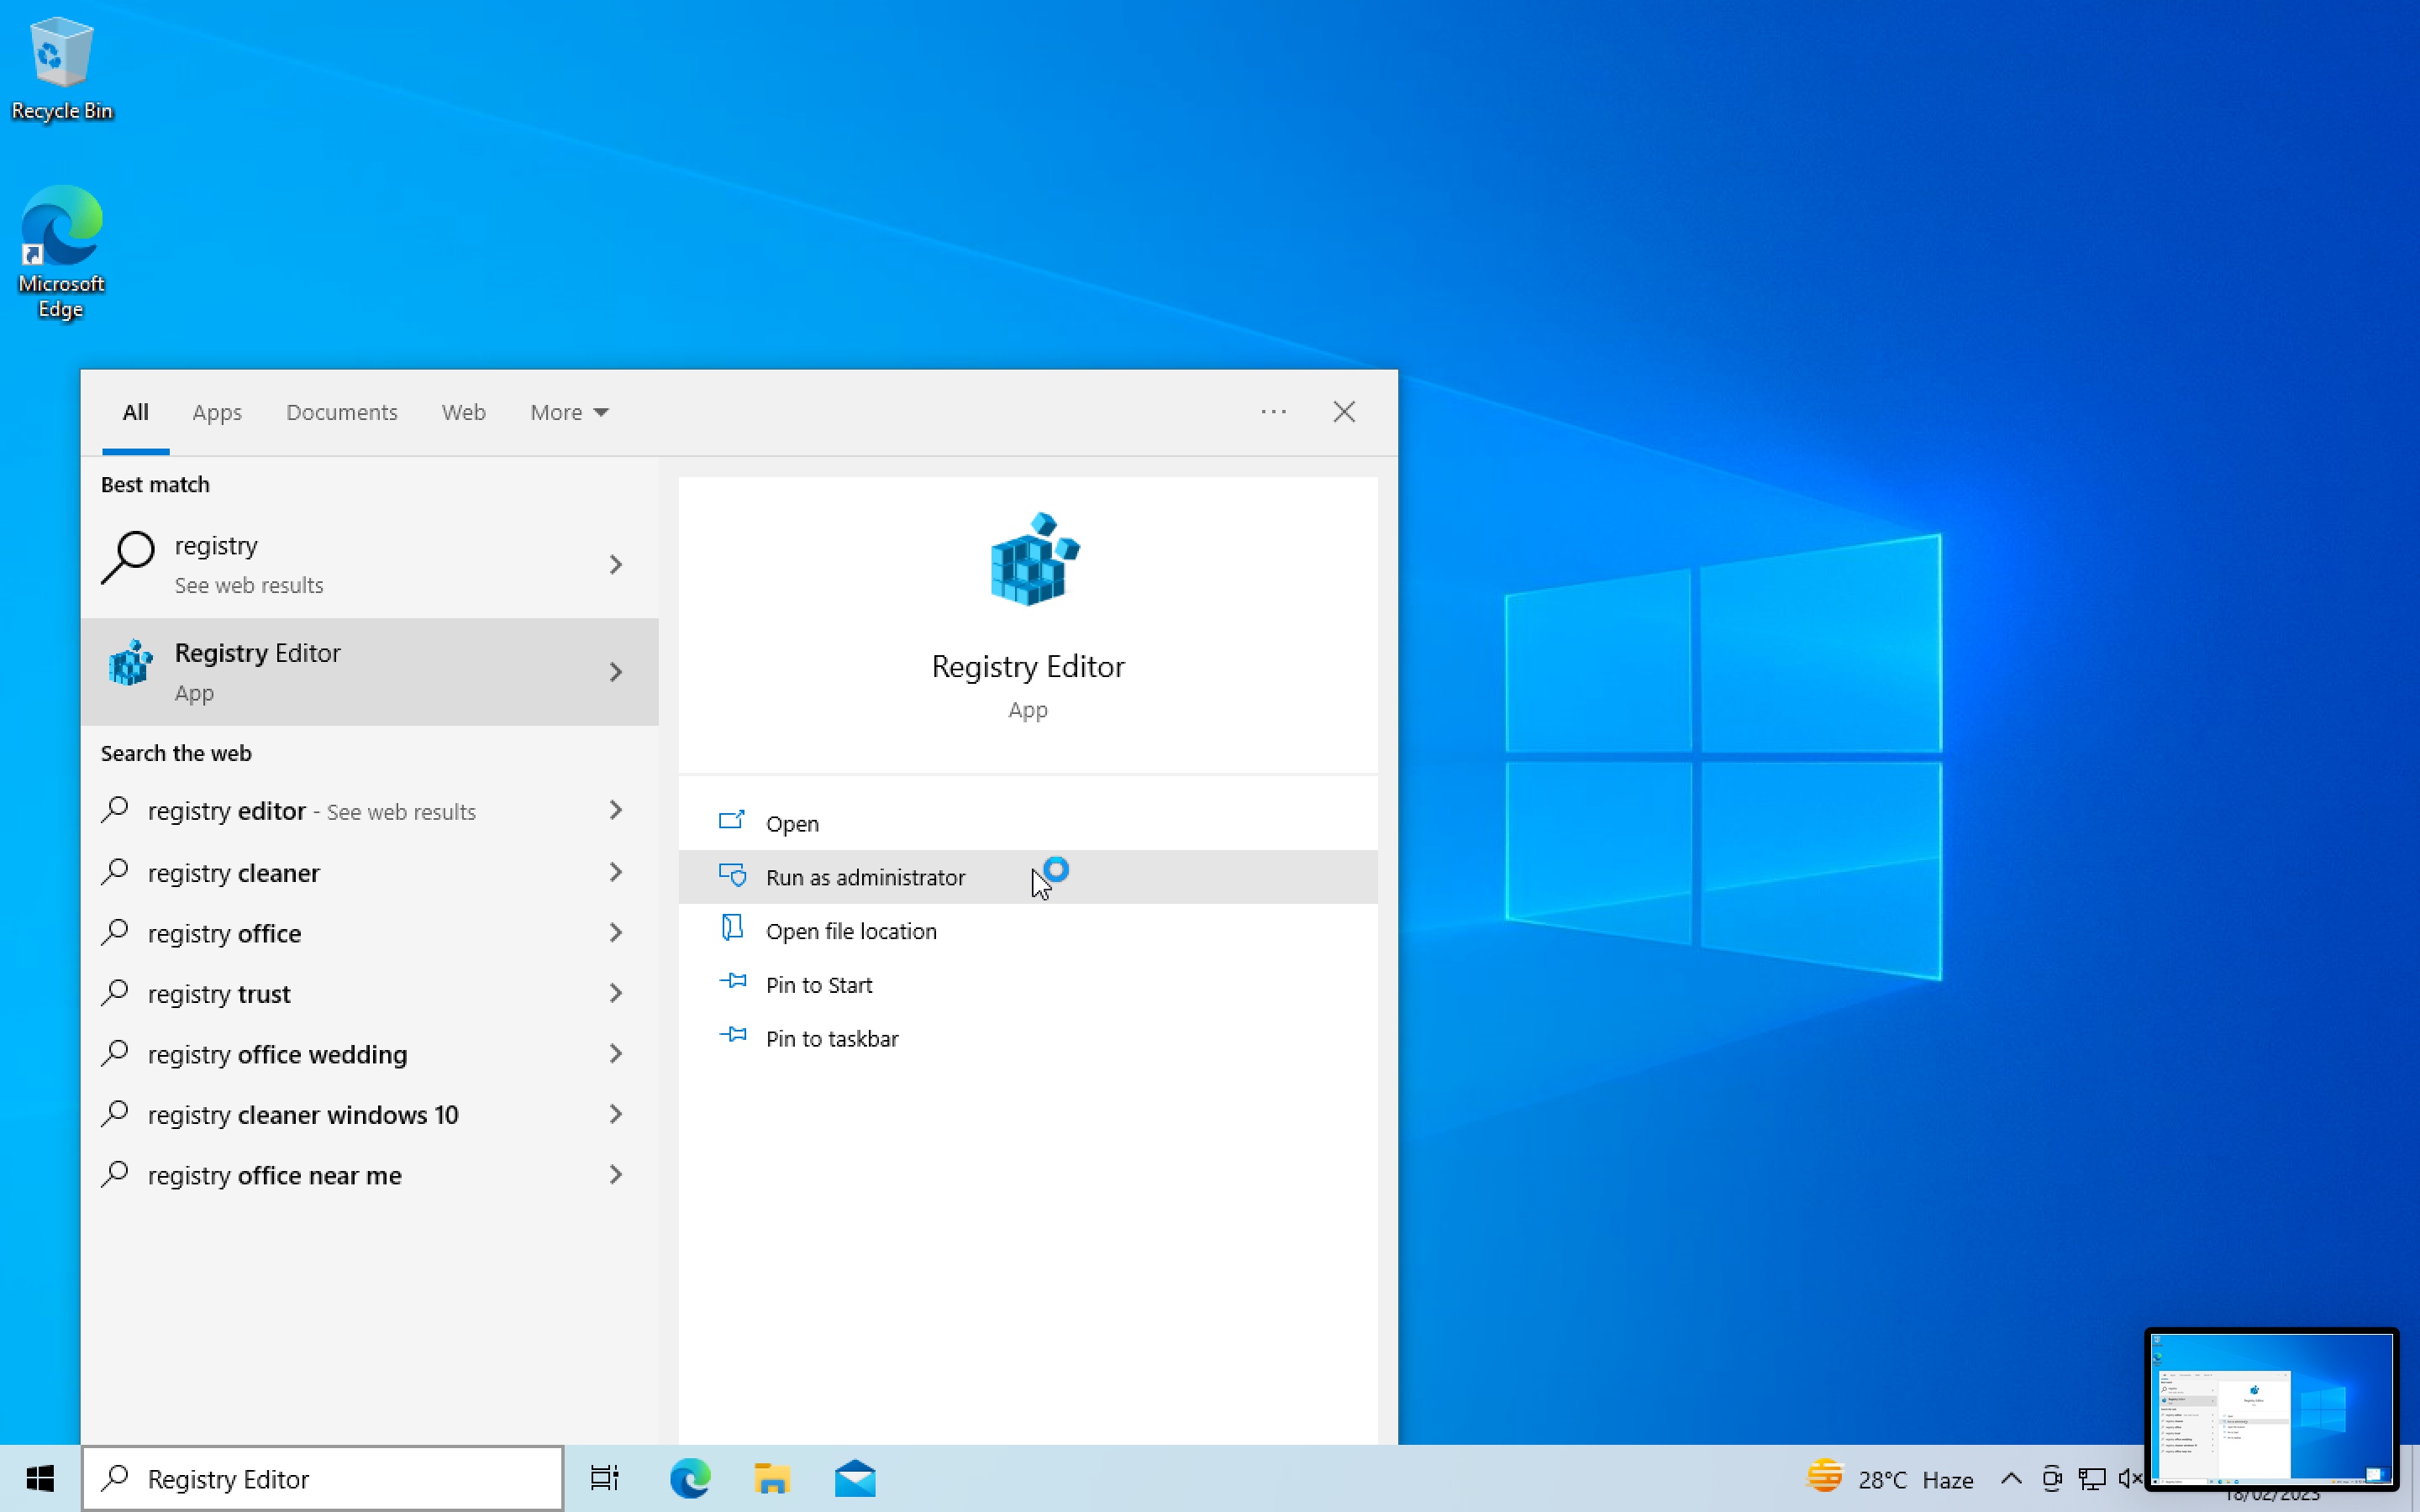 Recycle Bin
Microsoft
Edge
All
Apps
Documents
Web
More
Best match
registry
See web results
Registry Editor
App
Search the web
registry editor - See web results
registry cleaner
registry office
registry trust
registry office wedding
registry cleaner windows 10
registry office near me
Registry Editor
App
Open
Run as administrator
Open file location
Pin to Start
Pin to taskbar
Registry Editor
28°C Haze
18/02/2023